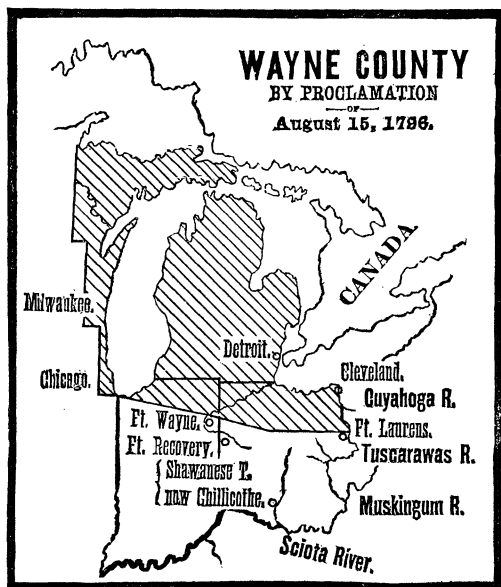 WAYNE COUNTY
BY PROCLAMATION
OF
August 15, 1796.
CANADA.
Milwaukee.
Detroit.
Chicago.
Cleveland.
Cuyahoga R.
Ft. Wayne.
Ft. Laurens.
Ft. Recovery.
Tuscarawas R.
Shawanese T.
now Chillicothe.
Muskingum R.
Sciota River.